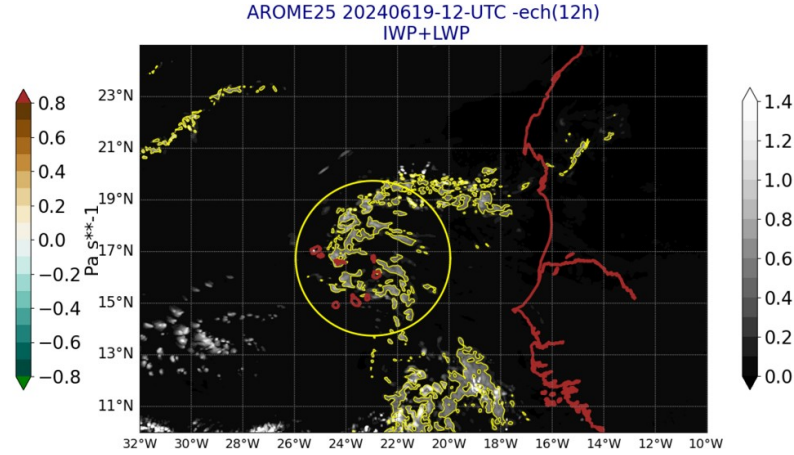 AROME25 20240619-12-UTC -ech(12h)
IWP+LWP
0.8
0.6
0.4
0.2
0.0
−0.2
−0.4
−0.6
−0.8
Pa s**-1
23°N
21°N
19°N
17°N
15°N
13°N
11°N
32°W 30°W 28°W 26°W 24°W 22°W 20°W 18°W 16°W 14°W 12°W 10°W
1.4
1.2
1.0
0.8
0.6
0.4
0.2
0.0